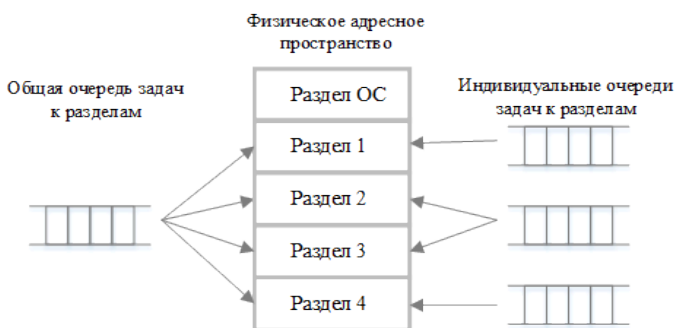 Физическое адресное
пространство
Общая очередь задач
к разделам
Индивидуальные очереди
задач к разделам
Раздел ОС
Раздел 1
Раздел 2
Раздел 3
Раздел 4